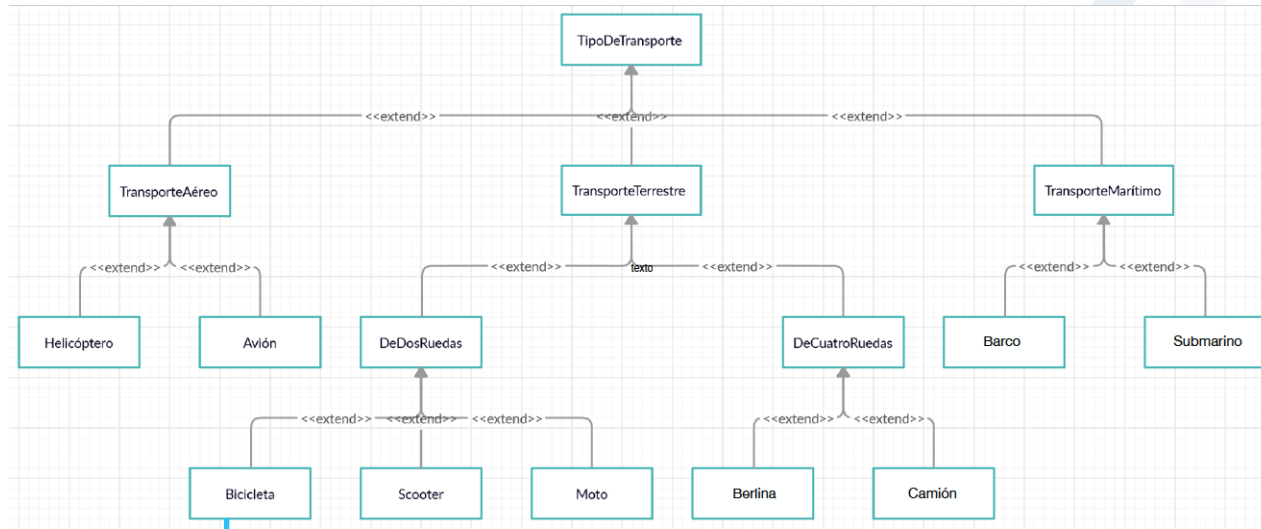 TipoDeTransporte
<<extend>> <<extend>> <<extend>>
TransporteAéreo TransporteTerrestre TransporteMarítimo
<<extend>> <<extend>> <<extend>> texto <<extend>> <<extend>> <<extend>>
Helicóptero Avión DeDosRuedas DeCuatroRuedas Barco Submarino
<<extend>> <<extend>> <<extend>> <<extend>> <<extend>>
Bicicleta Scooter Moto Berlina Camión